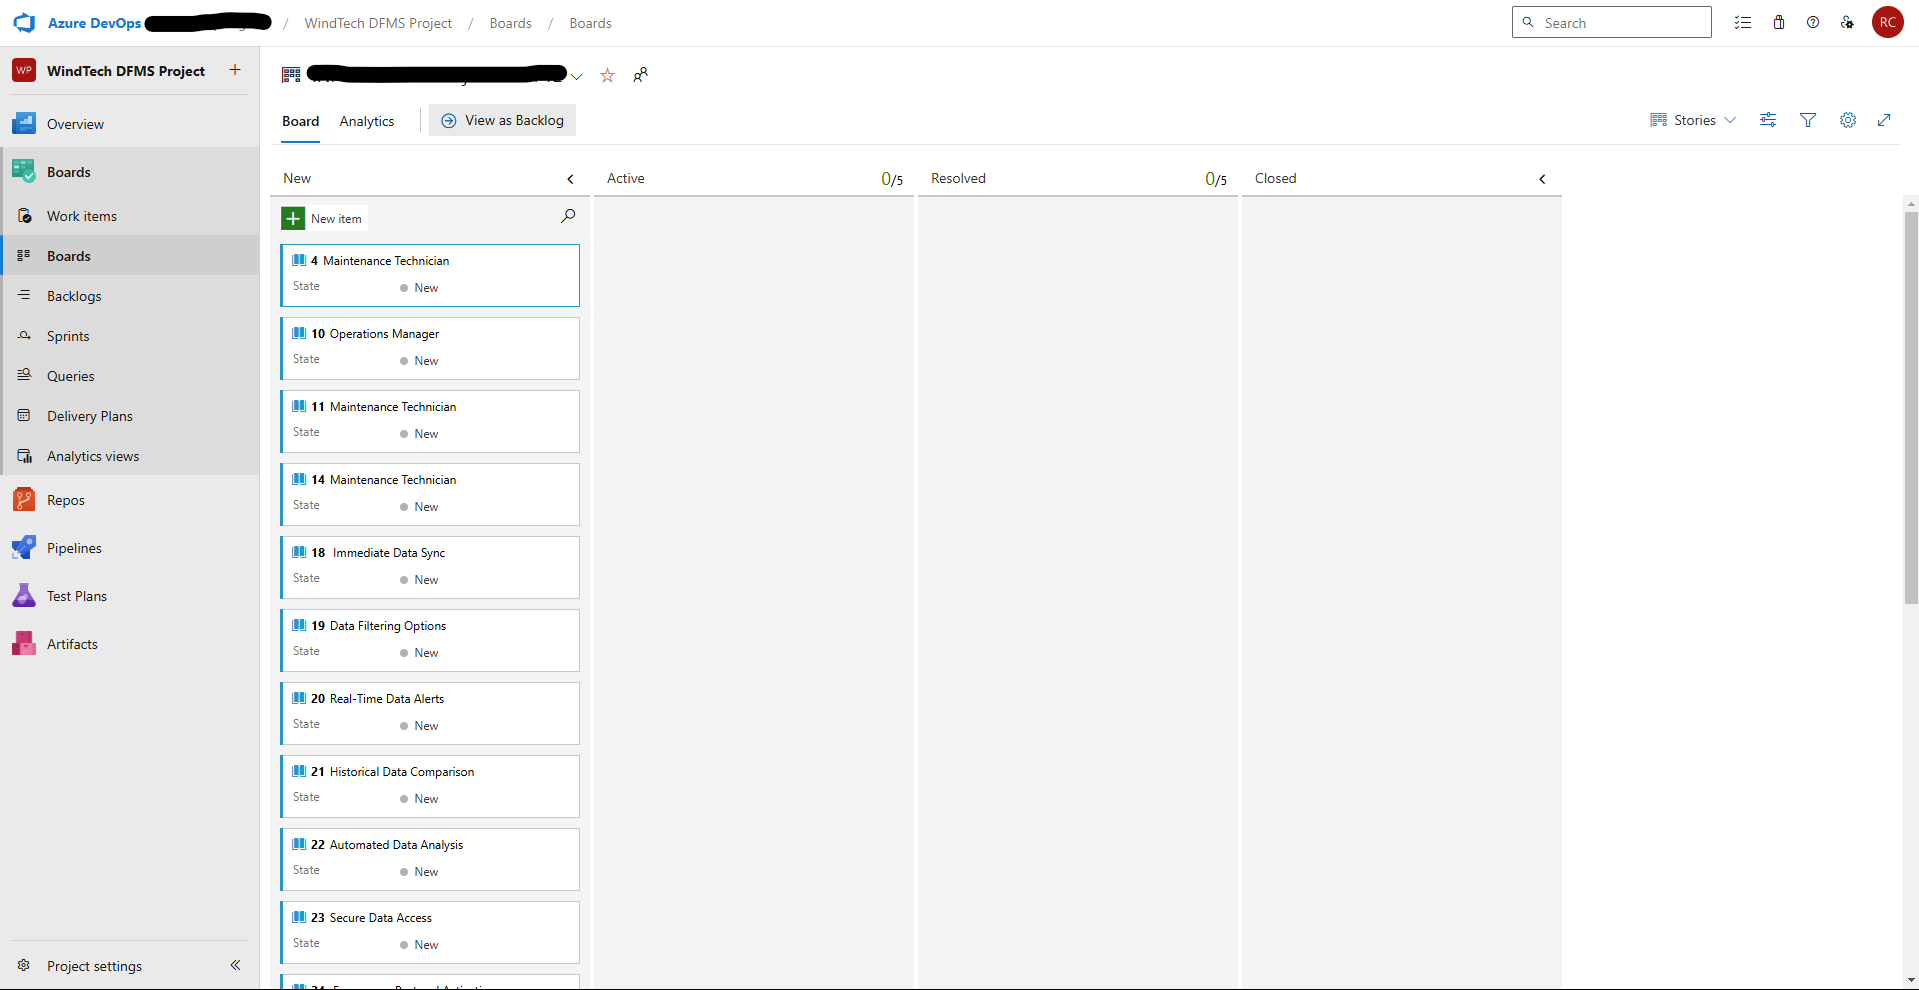 Azure DevOps / WindTech DFMS Project / Boards / Boards
Search
RC
WP WindTech DFMS Project +
Overview
Boards
Work items
Boards
Backlogs
Sprints
Queries
Delivery Plans
Analytics views
Repos
Pipelines
Test Plans
Artifacts
Project settings
Board
Analytics
View as Backlog
Stories
New
Active 0/5
Resolved 0/5
Closed
New item
4 Maintenance Technician
State New
10 Operations Manager
State New
11 Maintenance Technician
State New
14 Maintenance Technician
State New
18 Immediate Data Sync
State New
19 Data Filtering Options
State New
20 Real-Time Data Alerts
State New
21 Historical Data Comparison
State New
22 Automated Data Analysis
State New
23 Secure Data Access
State New